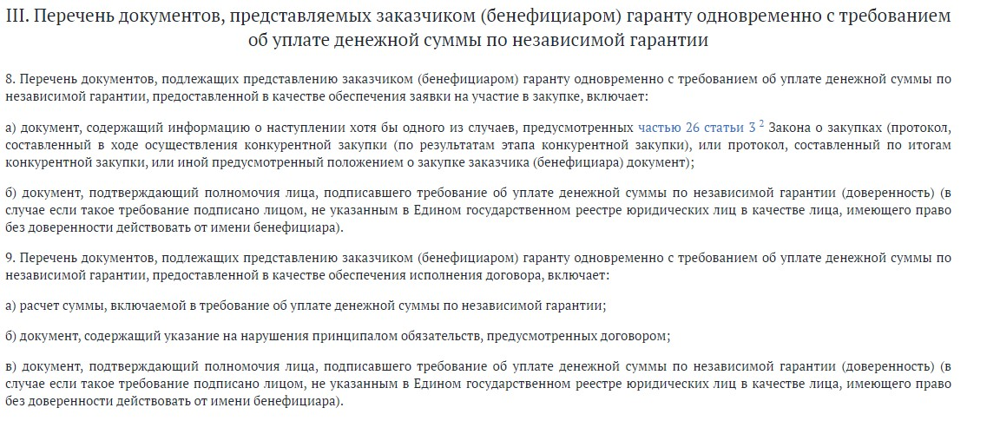 III. Перечень документов, представляемых заказчиком (бенефициаром) гаранту одновременно с требованием
об уплате денежной суммы по независимой гарантии
8. Перечень документов, подлежащих представлению заказчиком (бенефициаром) гаранту одновременно с требованием об уплате денежной суммы по
независимой гарантии, предоставленной в качестве обеспечения заявки на участие в закупке, включает:
а) документ, содержащий информацию о наступлении хотя бы одного из случаев, предусмотренных частью 26 статьи 3 ² Закона о закупках (протокол,
составленный в ходе осуществления конкурентной закупки (по результатам этапа конкурентной закупки), или протокол, составленный по итогам
конкурентной закупки, или иной предусмотренный положением о закупке заказчика (бенефициара) документ);
б) документ, подтверждающий полномочия лица, подписавшего требование об уплате денежной суммы по независимой гарантии (доверенность) (в
случае если такое требование подписано лицом, не указанным в Едином государственном реестре юридических лиц в качестве лица, имеющего право
без доверенности действовать от имени бенефициара).
9. Перечень документов, подлежащих представлению заказчиком (бенефициаром) гаранту одновременно с требованием об уплате денежной суммы по
независимой гарантии, предоставленной в качестве обеспечения исполнения договора, включает:
а) расчет суммы, включаемой в требование об уплате денежной суммы по независимой гарантии;
б) документ, содержащий указание на нарушения принципалом обязательств, предусмотренных договором;
в) документ, подтверждающий полномочия лица, подписавшего требование об уплате денежной суммы по независимой гарантии (доверенность) (в
случае если такое требование подписано лицом, не указанным в Едином государственном реестре юридических лиц в качестве лица, имеющего право
без доверенности действовать от имени бенефициара).